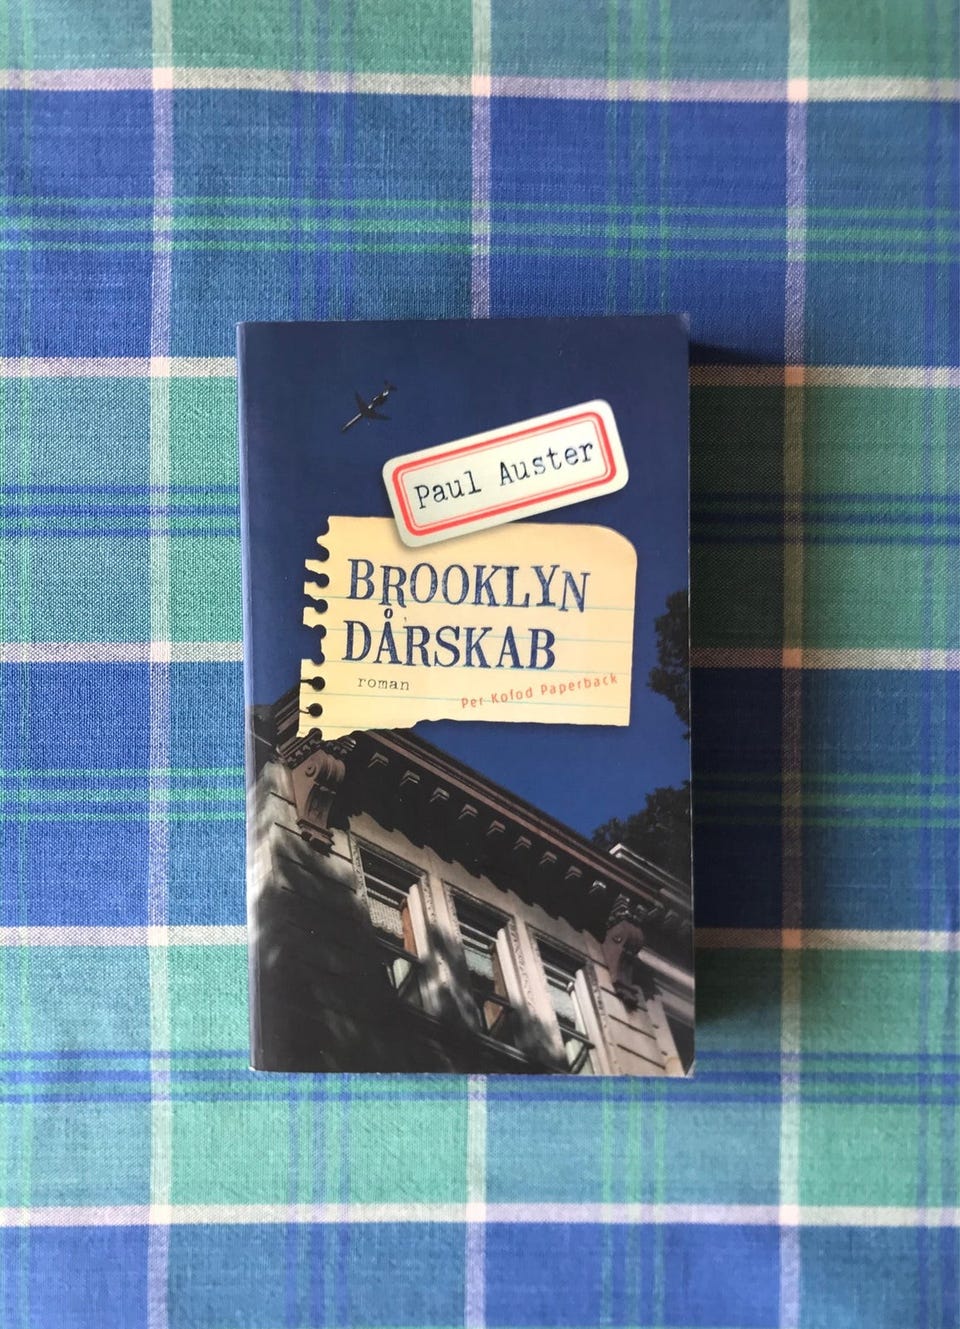 Paul Auster
BROOKLYN
DÅRSKAB
roman
Per Kofod Paperback